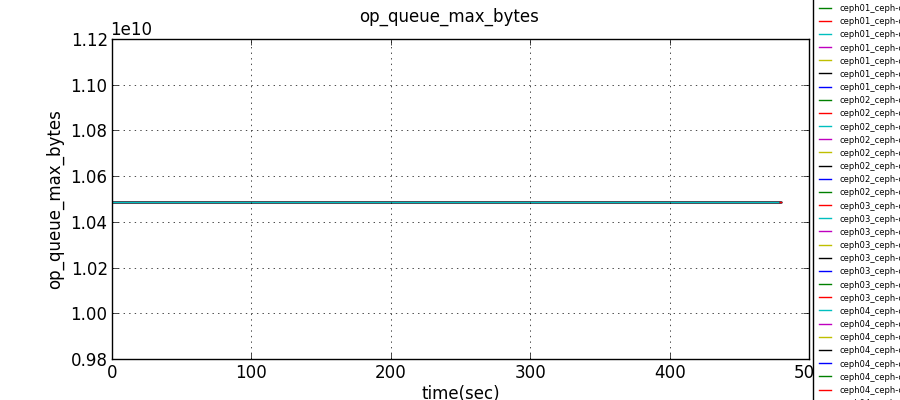 op_queue_max_bytes
1e10
1.12
1.10
1.08
1.06
1.04
1.02
1.00
0.98
op_queue_max_bytes
0
100
200
300
400
50
time(sec)
ceph01_ceph-
ceph01_ceph-
ceph01_ceph-
ceph01_ceph-
ceph01_ceph-
ceph01_ceph-
ceph01_ceph-
ceph02_ceph-
ceph02_ceph-
ceph02_ceph-
ceph02_ceph-
ceph02_ceph-
ceph02_ceph-
ceph02_ceph-
ceph02_ceph-
ceph03_ceph-
ceph03_ceph-
ceph03_ceph-
ceph03_ceph-
ceph03_ceph-
ceph03_ceph-
ceph03_ceph-
ceph03_ceph-
ceph04_ceph-
ceph04_ceph-
ceph04_ceph-
ceph04_ceph-
ceph04_ceph-
ceph04_ceph-
ceph04_ceph-